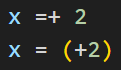 x =+ 2
x = (+2)